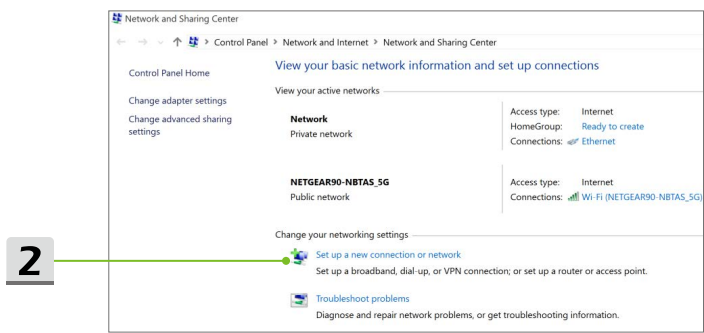 Network and Sharing Center
Control Panel > Network and Internet > Network and Sharing Center
Control Panel Home
Change adapter settings
Change advanced sharing
settings
View your basic network information and set up connections
View your active networks
Network
Private network
Access type: Internet
HomeGroup: Ready to create
Connections: Ethernet
NETGEAR90-NBTAS_5G
Public network
Access type: Internet
Connections: Wi-Fi (NETGEAR90-NBTAS_5G)
Change your networking settings
2
Set up a new connection or network
Set up a broadband, dial-up, or VPN connection; or set up a router or access point.
Troubleshoot problems
Diagnose and repair network problems, or get troubleshooting information.